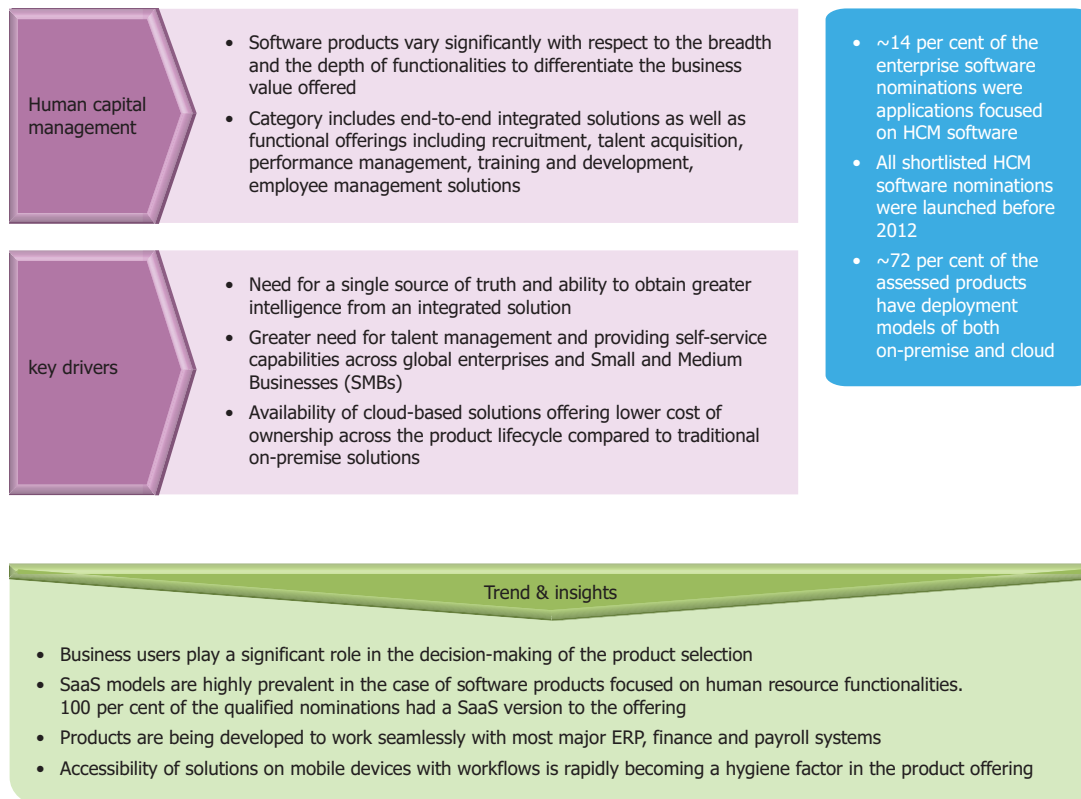 Human capital
management
• Software products vary significantly with respect to the breadth
and the depth of functionalities to differentiate the business
value offered
• Category includes end-to-end integrated solutions as well as
functional offerings including recruitment, talent acquisition,
performance management, training and development,
employee management solutions
key drivers
• Need for a single source of truth and ability to obtain greater
intelligence from an integrated solution
• Greater need for talent management and providing self-service
capabilities across global enterprises and Small and Medium
Businesses (SMBs)
• Availability of cloud-based solutions offering lower cost of
ownership across the product lifecycle compared to traditional
on-premise solutions
• ~14 per cent of the
enterprise software
nominations were
applications focused
on HCM software
• All shortlisted HCM
software nominations
were launched before
2012
• ~72 per cent of the
assessed products
have deployment
models of both
on-premise and cloud
Trend & insights
• Business users play a significant role in the decision-making of the product selection
• SaaS models are highly prevalent in the case of software products focused on human resource functionalities.
100 per cent of the qualified nominations had a SaaS version to the offering
• Products are being developed to work seamlessly with most major ERP, finance and payroll systems
• Accessibility of solutions on mobile devices with workflows is rapidly becoming a hygiene factor in the product offering